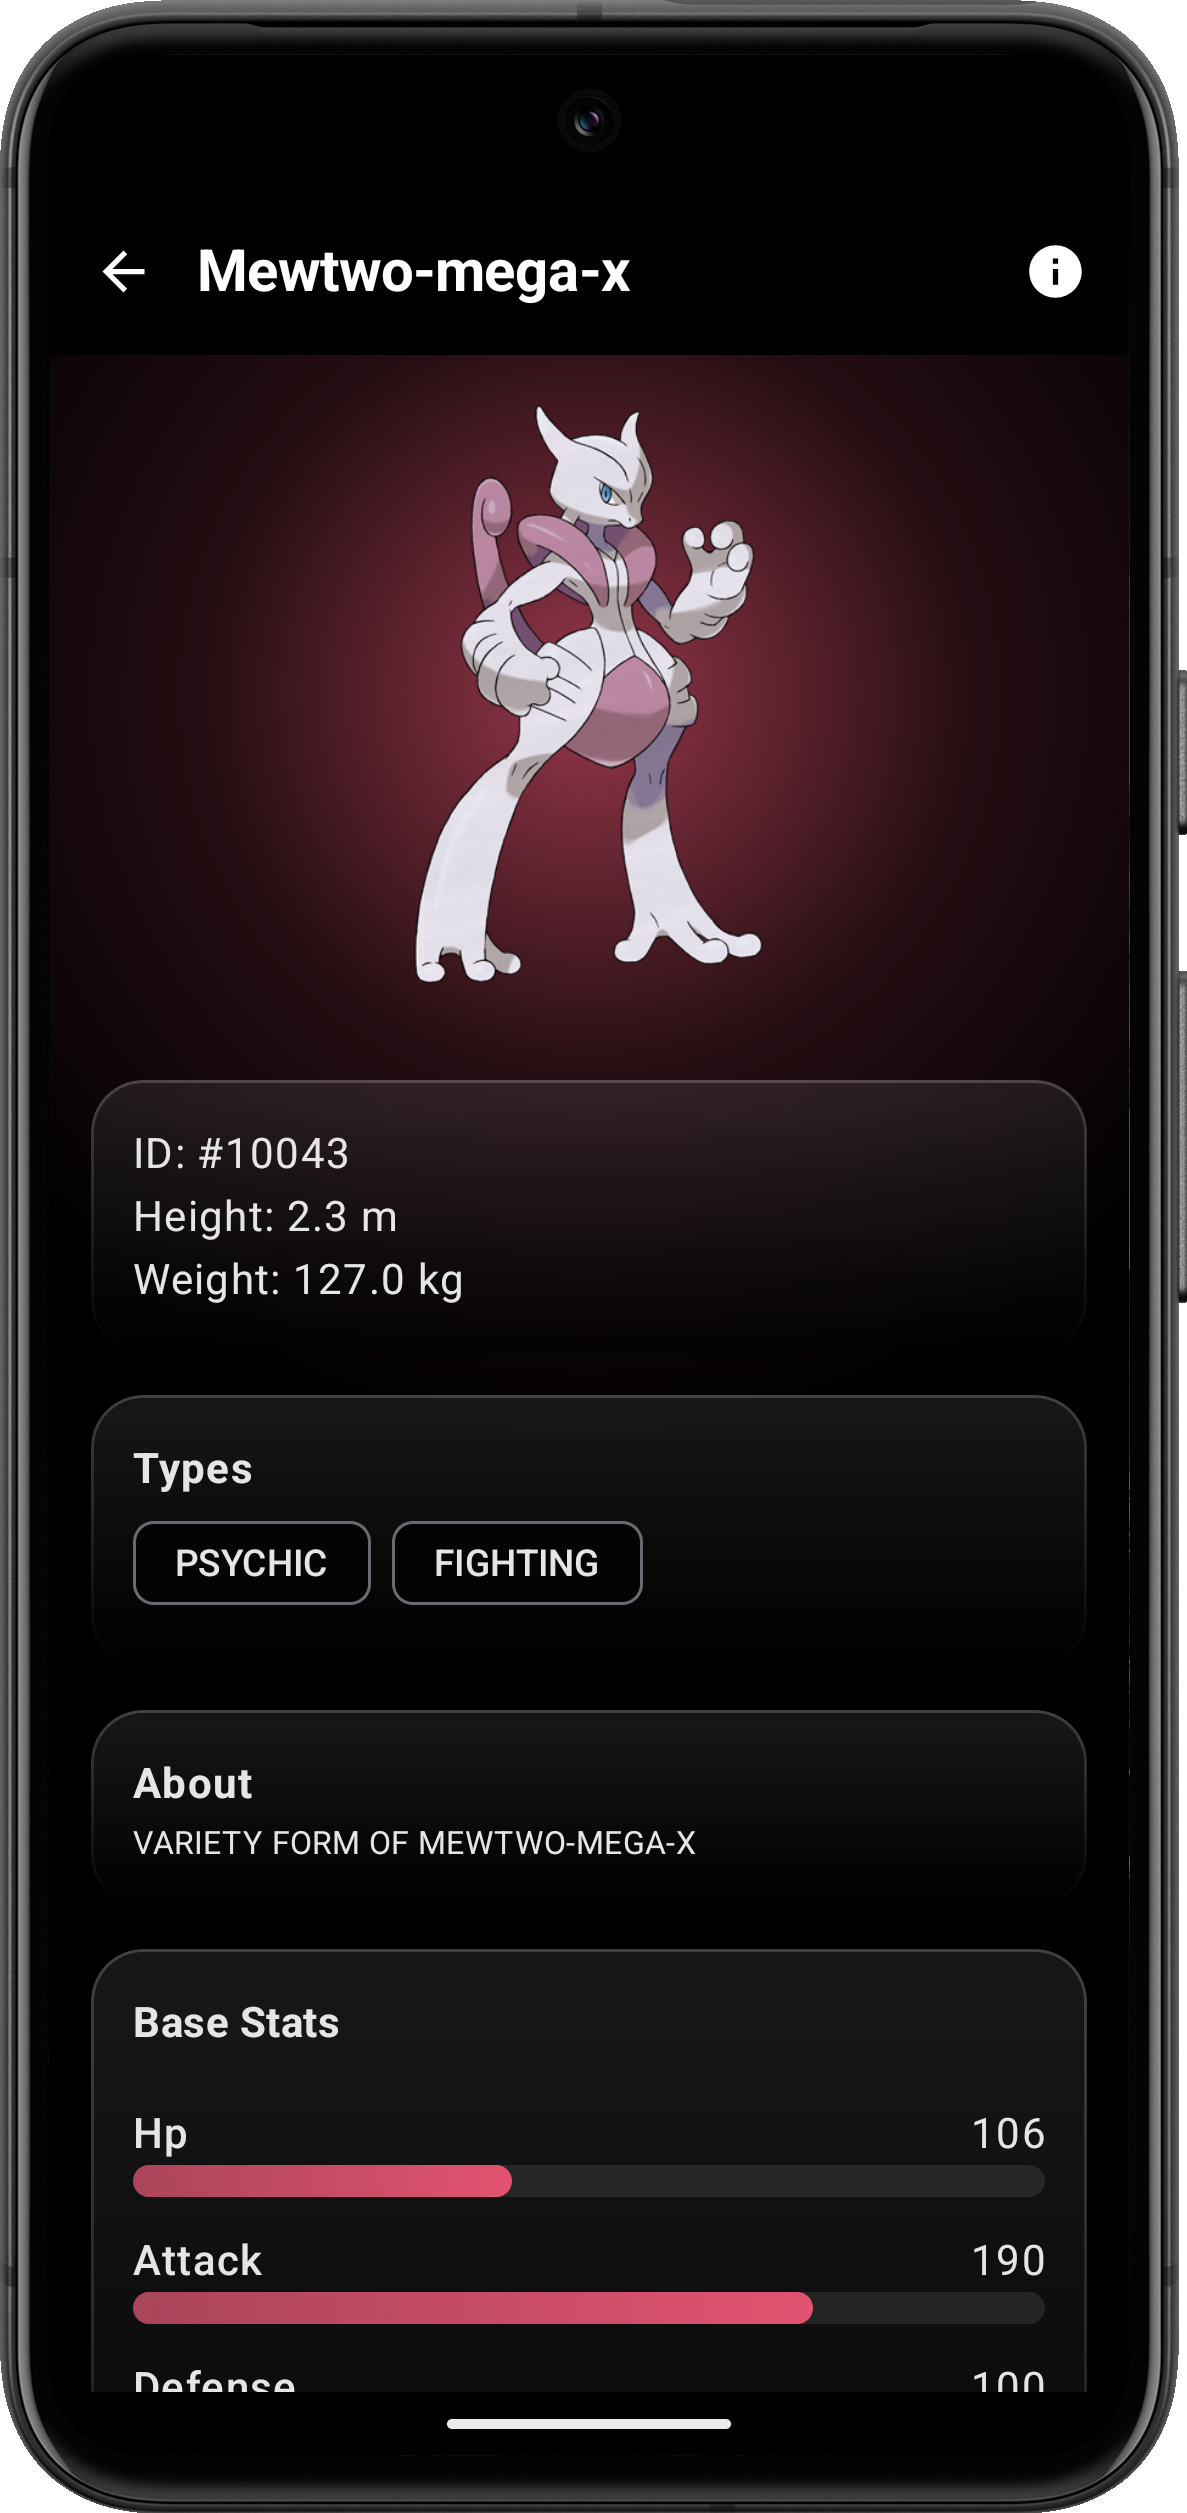 Mewtwo-mega-x
ID: #10043
Height: 2.3 m
Weight: 127.0 kg
Types
PSYCHIC FIGHTING
About
VARIETY FORM OF MEWTWO-MEGA-X
Base Stats
Hp 106
Attack 190
Defense 100